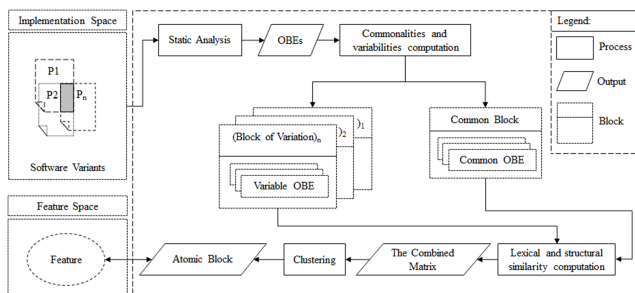 Implementation Space
P1
P2
Pn
Software Variants
Static Analysis
OBEs
Commonalities and
variabilities computation
Legend:
Process
Output
Block
)1
)2
(Block of Variation)n
Variable OBE
Common Block
Common OBE
Feature Space
Feature
Atomic Block
Clustering
The Combined
Matrix
Lexical and structural
similarity computation